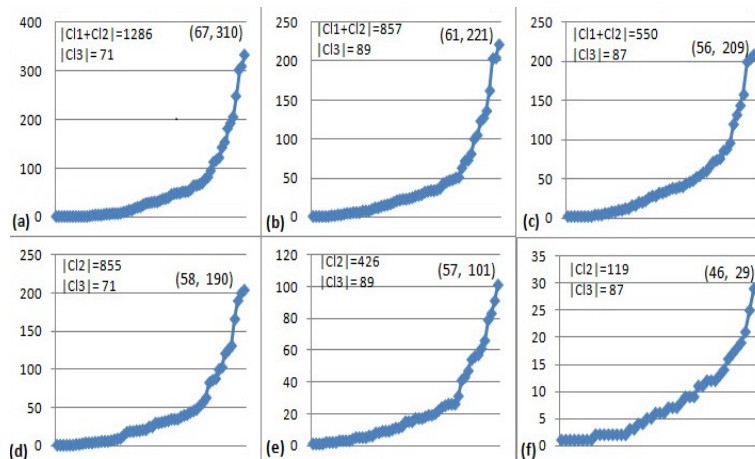 |Cl1+Cl2|=1286
|Cl3|= 71
(67, 310)
400
300
200
100
0
(a)
|Cl1+Cl2|=857
|Cl3|= 89
(61, 221)
250
200
150
100
50
0
(b)
|Cl1+Cl2|=550
|Cl3|= 87
(56, 209)
250
200
150
100
50
0
(c)
|Cl2|=855
|Cl3|= 71
(58, 190)
250
200
150
100
50
0
(d)
|Cl2|=426
|Cl3|= 89
(57, 101)
120
100
80
60
40
20
0
(e)
|Cl2|=119
|Cl3|= 87
(46, 29)
35
30
25
20
15
10
5
0
(f)